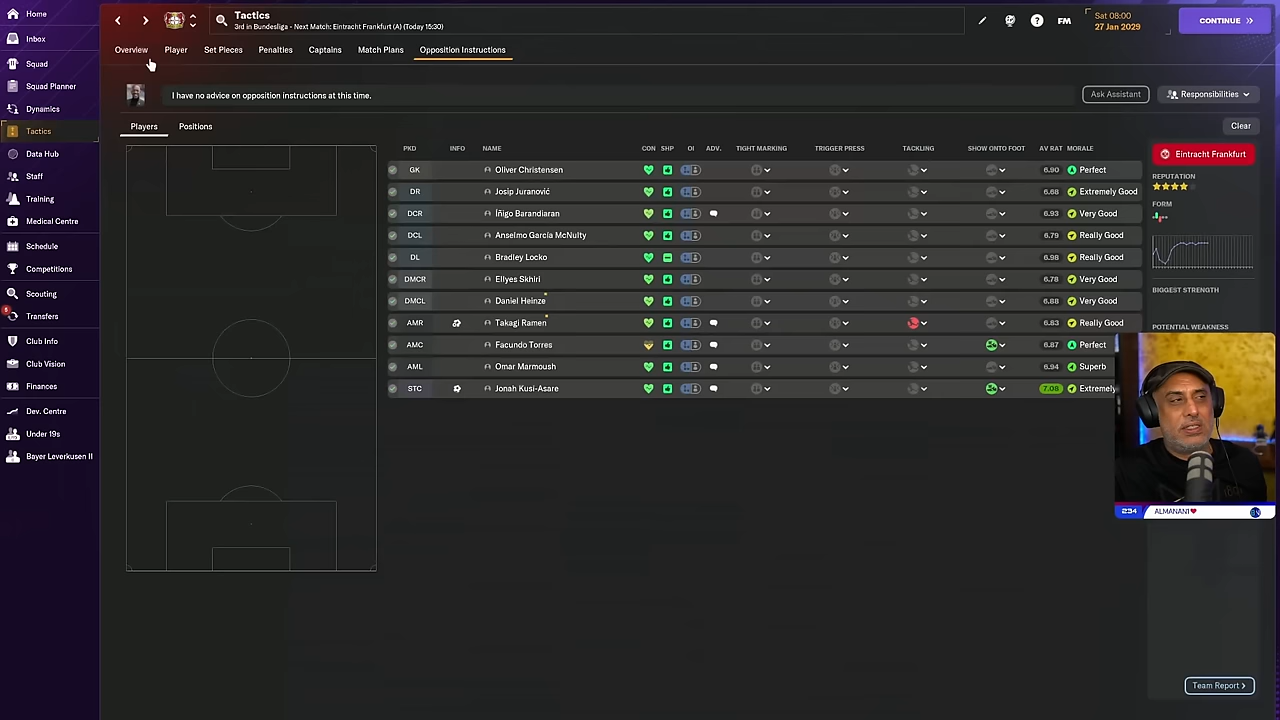 Home
Inbox
Squad
Squad Planner
Dynamics
Tactics
Data Hub
Staff
Training
Medical Centre
Schedule
Competitions
Scouting
Transfers
Club Info
Club Vision
Finances
Dev. Centre
Under 19s
Bayer Leverkusen II
Tactics
3rd in Bundesliga - Next Match: Eintracht Frankfurt (A) (Today 15:30)
FM
Sat 08:00
27 Jan 2029
CONTINUE
Overview Player Set Pieces Penalties Captains Match Plans Opposition Instructions
I have no advice on opposition instructions at this time.
Ask Assistant
Responsibilities
Players Positions
Clear
PKD INFO NAME CON SHP OI ADV. TIGHT MARKING TRIGGER PRESS TACKLING SHOW ONTO FOOT AV RAT MORALE
GK Oliver Christensen 6.90 Perfect
DR Josip Juranović 6.68 Extremely Good
DCR Íñigo Barandiaran 6.93 Very Good
DCL Anselmo García McNulty 6.79 Really Good
DL Bradley Locko 6.98 Really Good
DMCR Ellyes Skhiri 6.78 Very Good
DMCL Daniel Heinze 6.88 Very Good
AMR Takagi Ramen 6.83 Really Good
AMC Facundo Torres 6.87 Perfect
AML Omar Marmoush 6.94 Superb
STC Jonah Kusi-Asare 7.08 Extremely
Eintracht Frankfurt
REPUTATION
FORM
BIGGEST STRENGTH
POTENTIAL WEAKNESS
234 ALMANAN1
Team Report